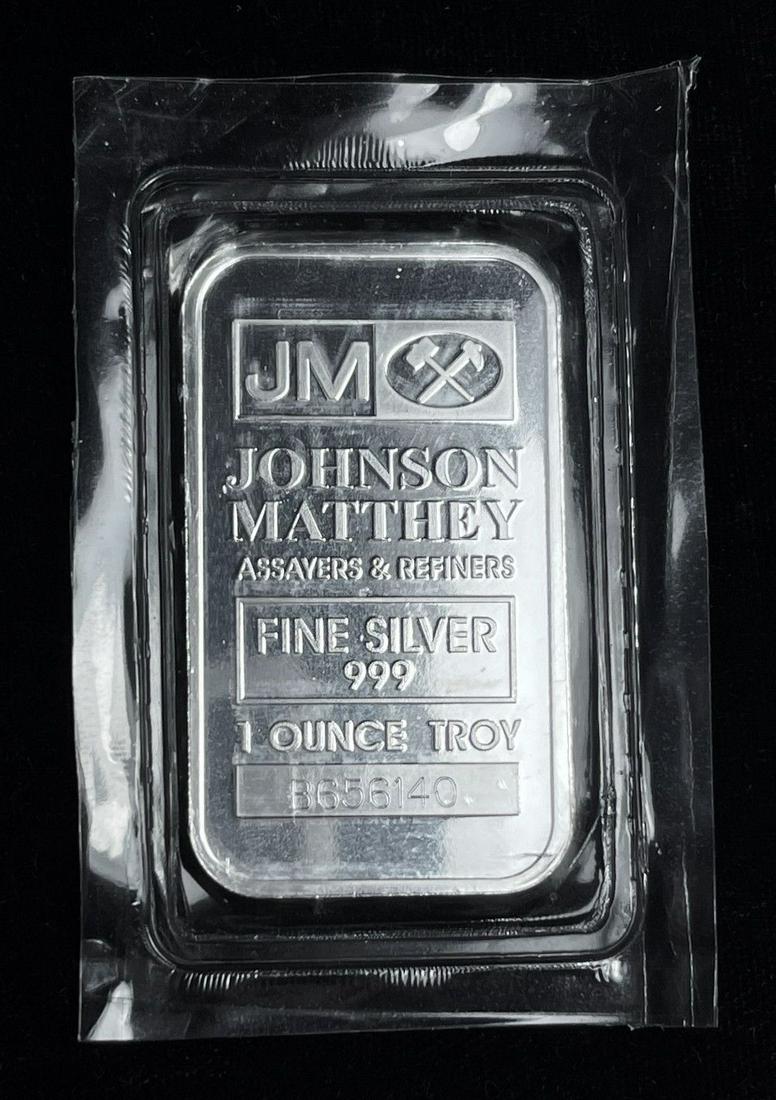 JM
JOHNSON
MATTHEY
ASSAYERS & REFINERS
FINE SILVER
999
1 OUNCE TROY
B656140